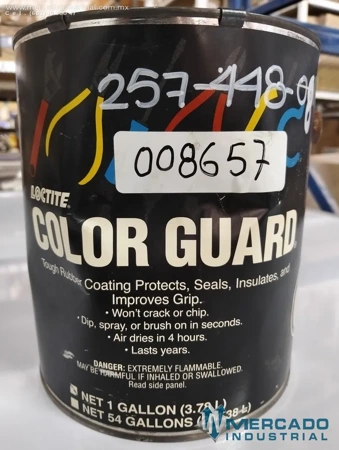 257-448-08
008657
LOCTITE
COLOR GUARD
Tough Rubber Coating Protects, Seals, Insulates, and
Improves Grip.
• Won't crack or chip.
• Dip, spray, or brush on in seconds.
• Air dries in 4 hours.
• Lasts years.
DANGER: EXTREMELY FLAMMABLE.
MAY BE HARMFUL IF INHALED OR SWALLOWED.
Read side panel.
NET 1 GALLON (3.78 L)
NET 54 GALLONS
MERCADO
INDUSTRIAL